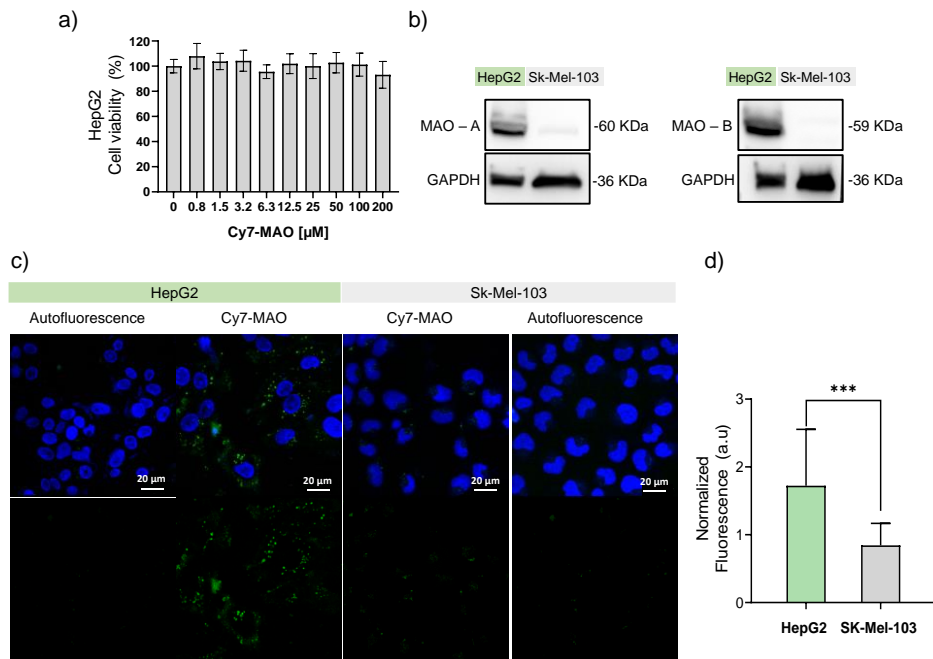 a)
HepG2
Cell viability (%)
120
100
80
60
40
20
0
0 0.8 1.5 3.2 6.3 12.5 25 50 100 200
Cy7-MAO [µM]
b)
HepG2 Sk-Mel-103
MAO – A -60 KDa
GAPDH -36 KDa
HepG2 Sk-Mel-103
MAO – B -59 KDa
GAPDH -36 KDa
c)
HepG2 Sk-Mel-103
Autofluorescence Cy7-MAO Cy7-MAO Autofluorescence
20 µm 20 µm 20 µm 20 µm
d)
***
Normalized
Fluorescence (a.u)
3
2
1
0
HepG2 SK-Mel-103